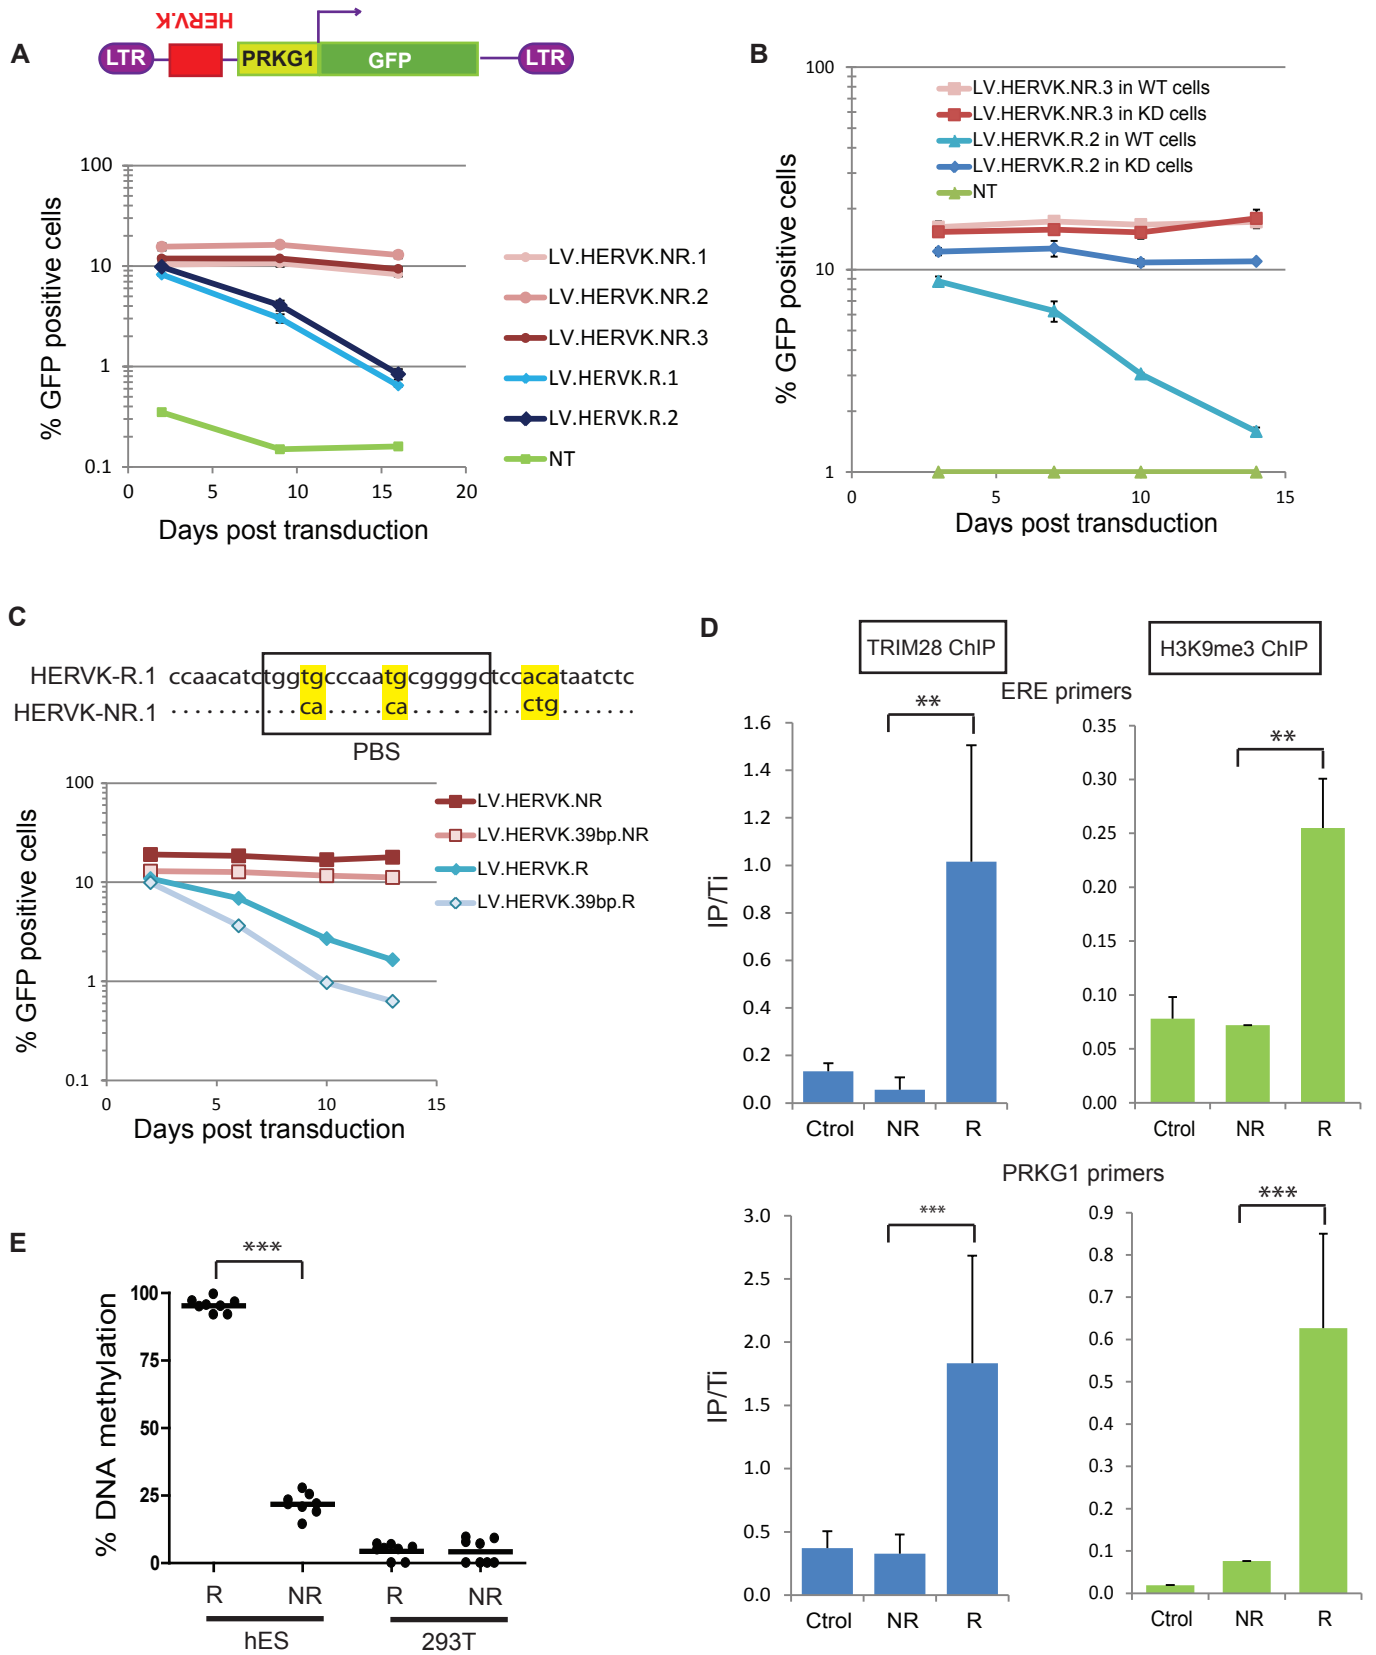 A
HERV.K
LTR
PRKG1
GFP
LTR
% GFP positive cells
100
10
1
0.1
0
5
10
15
20
Days post transduction
LV.HERVK.NR.1
LV.HERVK.NR.2
LV.HERVK.NR.3
LV.HERVK.R.1
LV.HERVK.R.2
NT
B
% GFP positive cells
100
10
1
0
5
10
15
Days post transduction
LV.HERVK.NR.3 in WT cells
LV.HERVK.NR.3 in KD cells
LV.HERVK.R.2 in WT cells
LV.HERVK.R.2 in KD cells
NT
C
HERVK-R.1 ccaacatctggtgcccaatgcggggctccacataatctc
HERVK-NR.1 ............ca......ca...........ctg.......
PBS
% GFP positive cells
100
10
1
0.1
0
5
10
15
Days post transduction
LV.HERVK.NR
LV.HERVK.39bp.NR
LV.HERVK.R
LV.HERVK.39bp.R
D
TRIM28 ChIP
H3K9me3 ChIP
ERE primers
IP/Ti
1.6
1.4
1.2
1.0
0.8
0.6
0.4
0.2
0.0
**
Ctrol
NR
R
0.35
0.30
0.25
0.20
0.15
0.10
0.05
0.00
**
Ctrol
NR
R
PRKG1 primers
IP/Ti
3.0
2.5
2.0
1.5
1.0
0.5
0.0
***
Ctrol
NR
R
0.9
0.8
0.7
0.6
0.5
0.4
0.3
0.2
0.1
0.0
***
Ctrol
NR
R
E
% DNA methylation
100
75
50
25
0
***
R
NR
R
NR
hES
293T